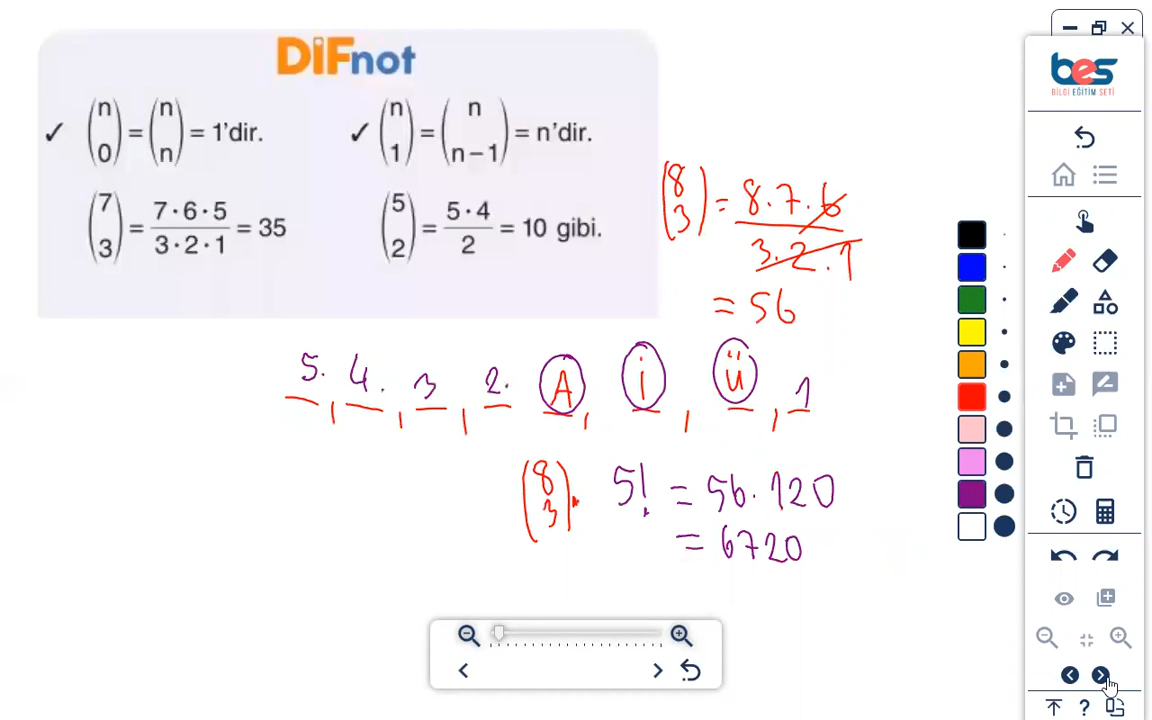 DİFnot
✓ (n 0) = (n n) = 1'dir.
✓ (n 1) = (n n−1) = n'dir.
(7 3) = 7·6·5 / 3·2·1 = 35
(5 2) = 5·4 / 2 = 10 gibi.
(8 3) = 8.7.6 / 3.2.1
= 56
5. 4. 3 2. A İ Ü 1
(8 3). 5! = 56.120
= 6720
bes
BİLGİ EĞİTİM SETİ
?